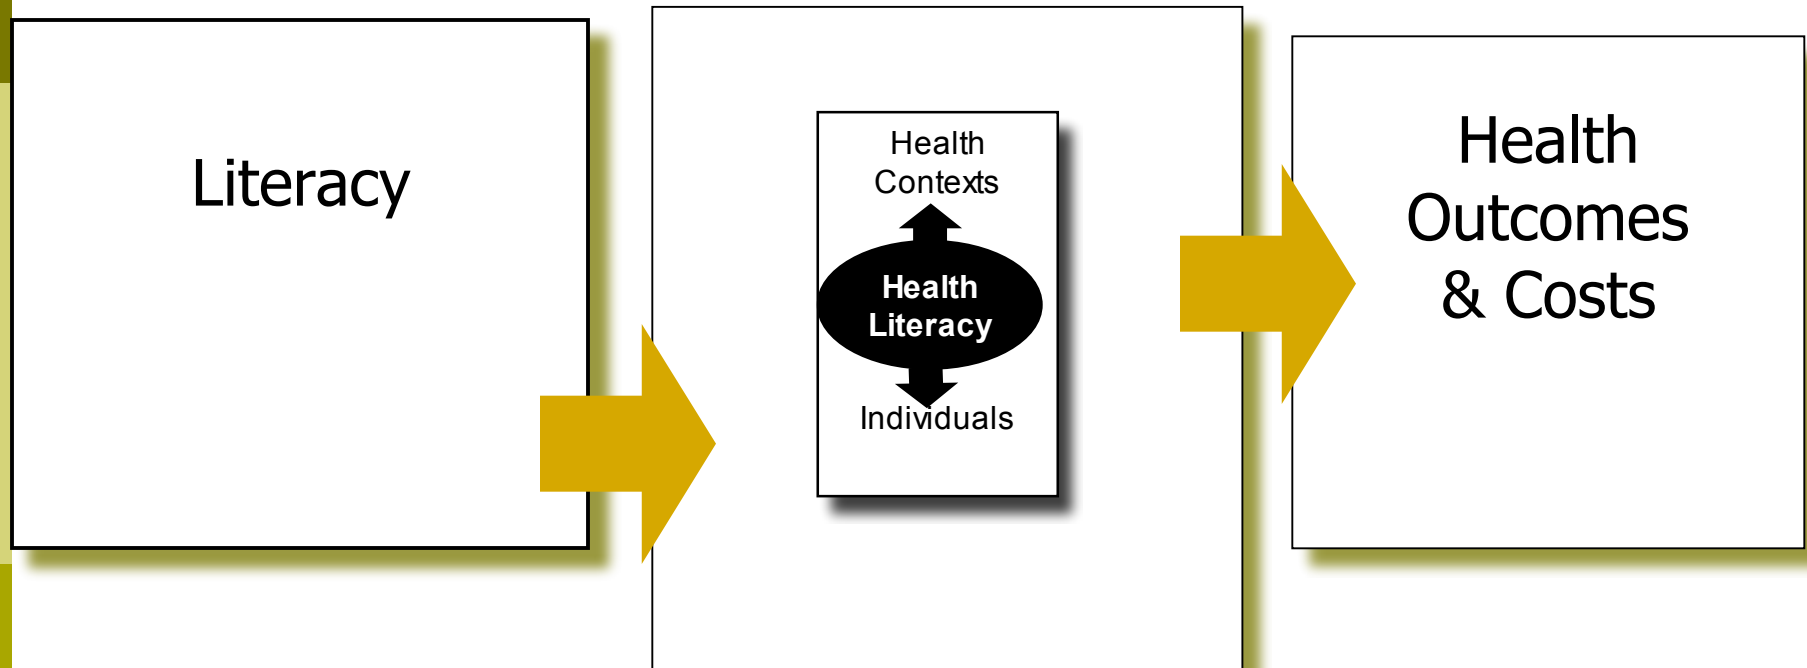 Literacy
Health
Contexts
Health
Literacy
Individuals
Health
Outcomes
& Costs